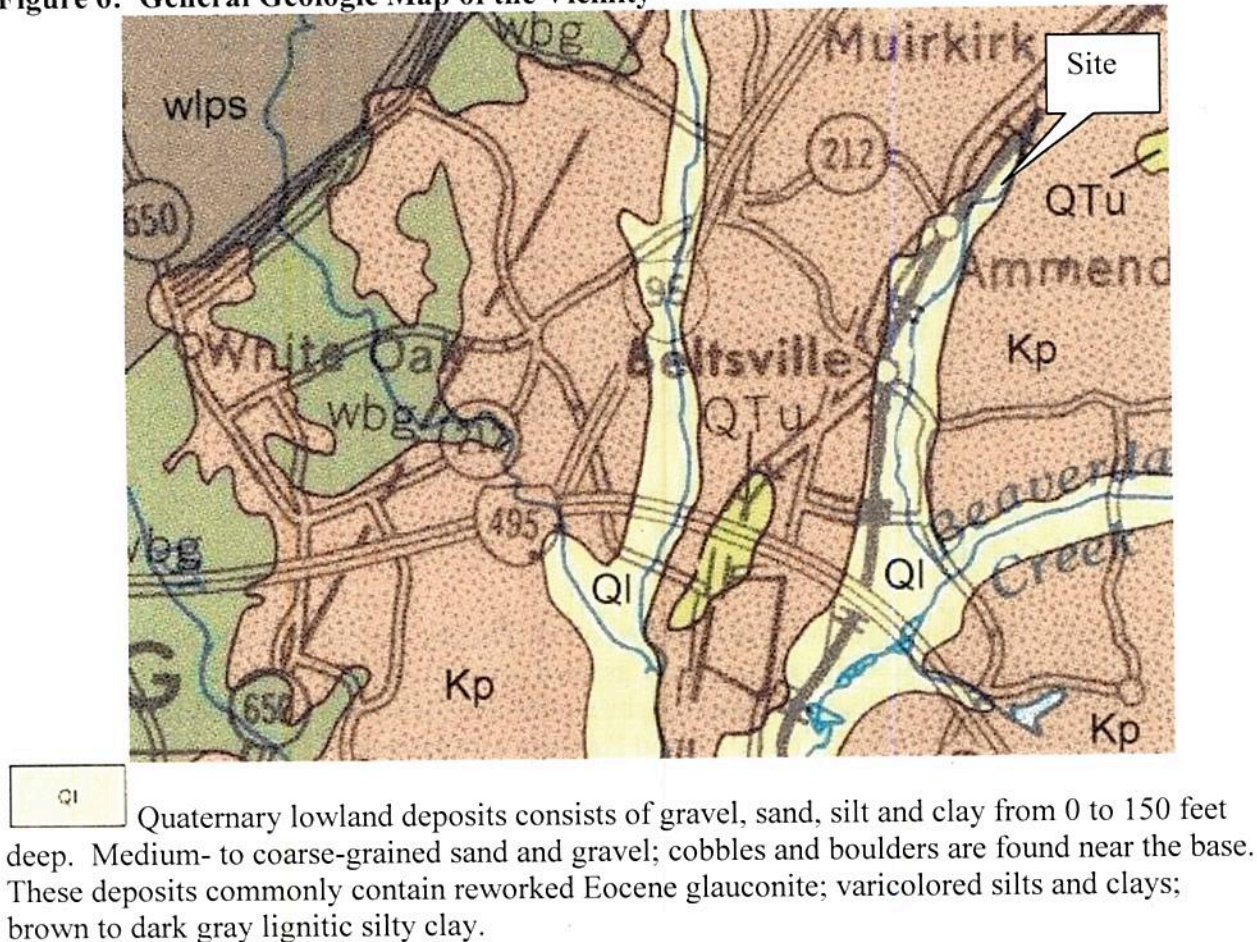 Figure 6: General Geologic Map of the Vicinity
wbg
Muirkirk
Site
wlps
212
650
QTu
Ammend
95
White Oak
Beltsville
Kp
wbg
QTu
Beaverda
Creek
495
wbg
Ql
Ql
G
Kp
650
Kp
Ql
Quaternary lowland deposits consists of gravel, sand, silt and clay from 0 to 150 feet
deep. Medium- to coarse-grained sand and gravel; cobbles and boulders are found near the base.
These deposits commonly contain reworked Eocene glauconite; varicolored silts and clays;
brown to dark gray lignitic silty clay.